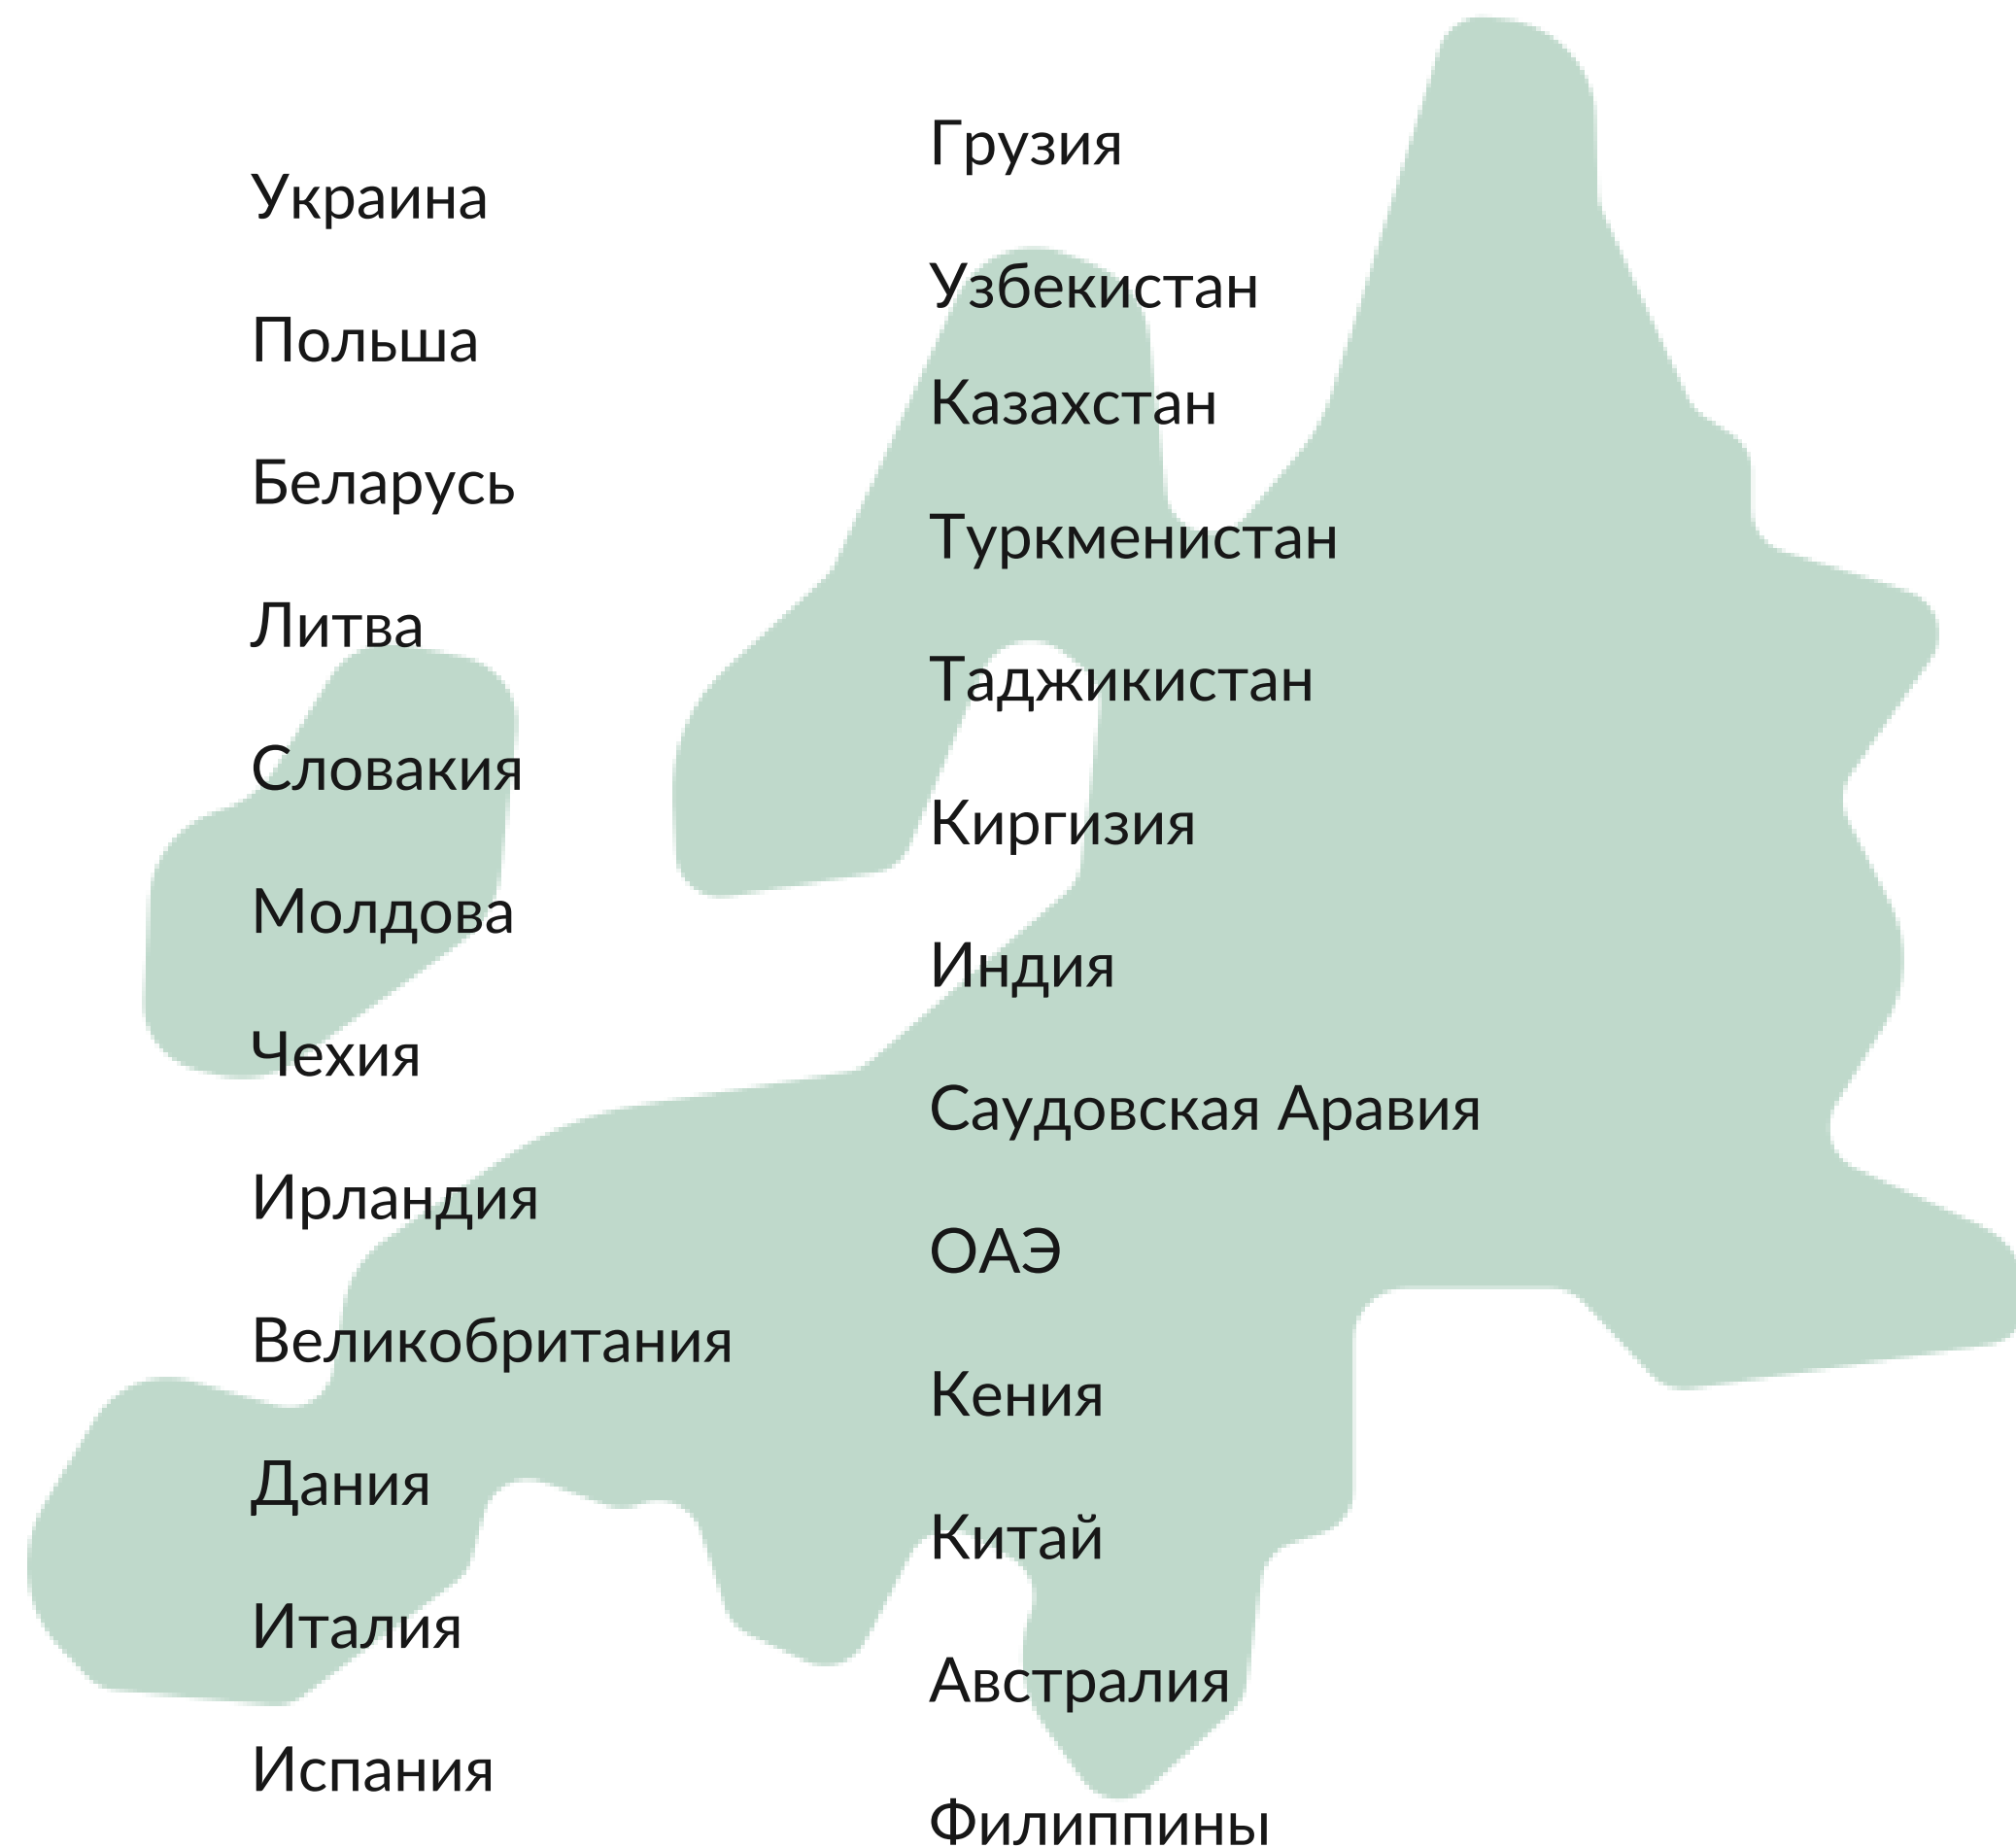 Украина
Польша
Беларусь
Литва
Словакия
Молдова
Чехия
Ирландия
Великобритания
Дания
Италия
Испания
Грузия
Узбекистан
Казахстан
Туркменистан
Таджикистан
Киргизия
Индия
Саудовская Аравия
ОАЭ
Кения
Китай
Австралия
Филиппины